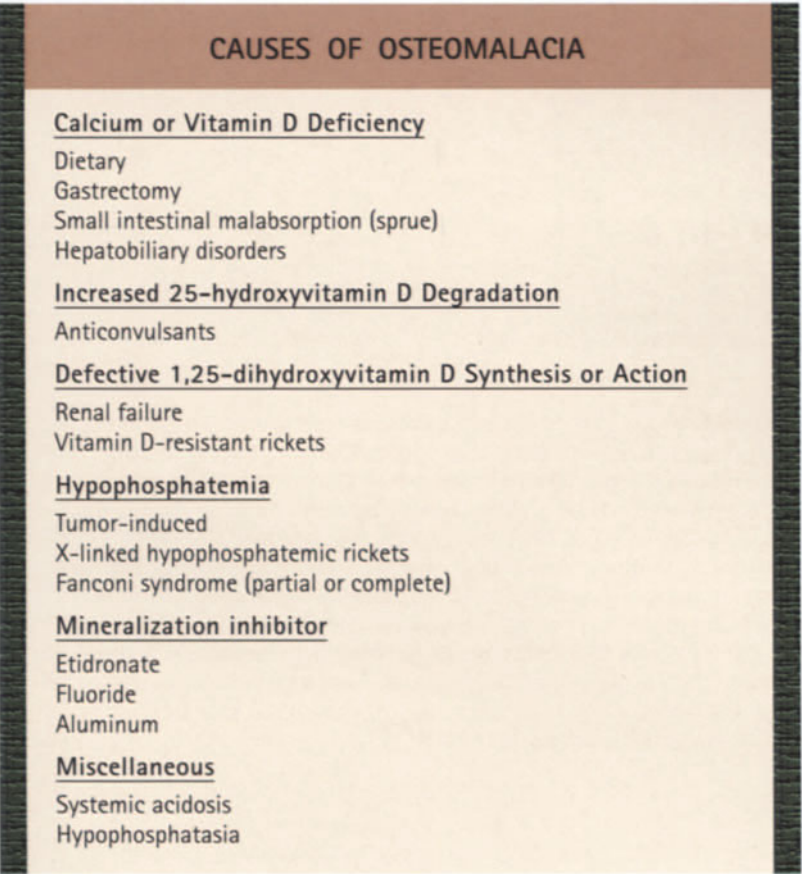 CAUSES OF OSTEOMALACIA
Calcium or Vitamin D Deficiency
Dietary
Gastrectomy
Small intestinal malabsorption (sprue)
Hepatobiliary disorders
Increased 25-hydroxyvitamin D Degradation
Anticonvulsants
Defective 1,25-dihydroxyvitamin D Synthesis or Action
Renal failure
Vitamin D-resistant rickets
Hypophosphatemia
Tumor-induced
X-linked hypophosphatemic rickets
Fanconi syndrome (partial or complete)
Mineralization inhibitor
Etidronate
Fluoride
Aluminum
Miscellaneous
Systemic acidosis
Hypophosphatasia